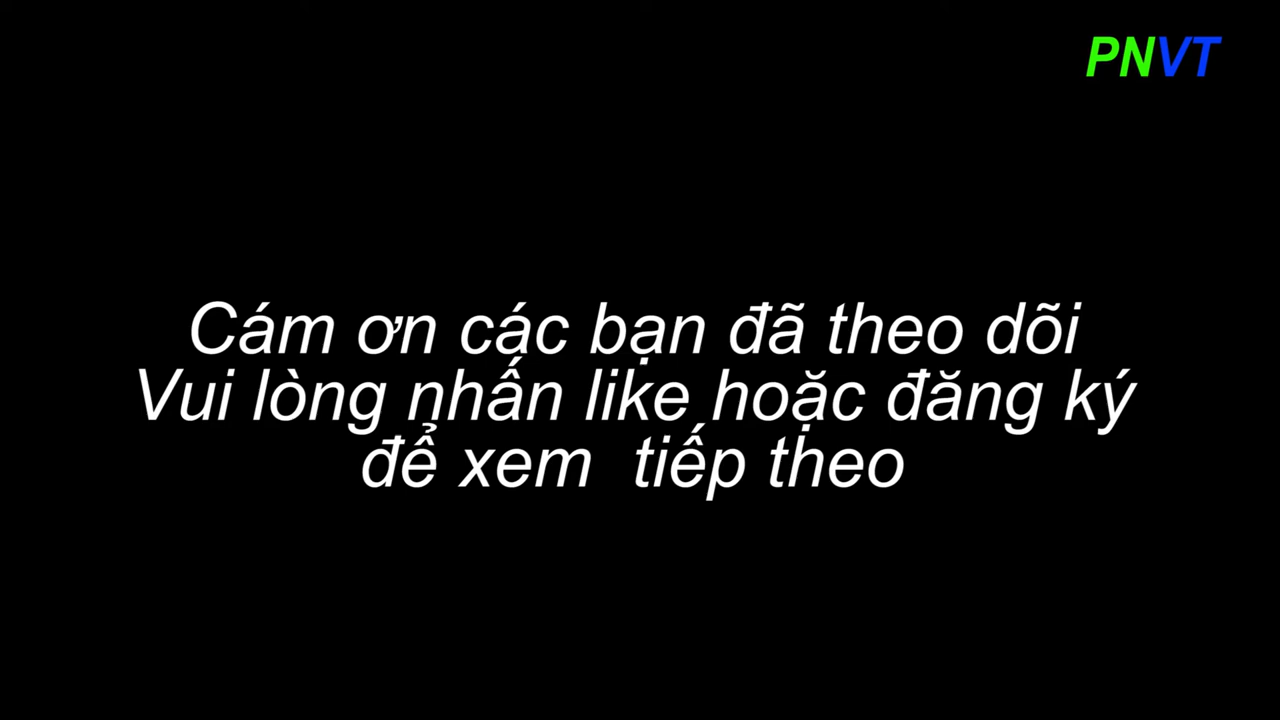 PNVT
Cám ơn các bạn đã theo dõi
Vui lòng nhấn like hoặc đăng ký
để xem  tiếp theo